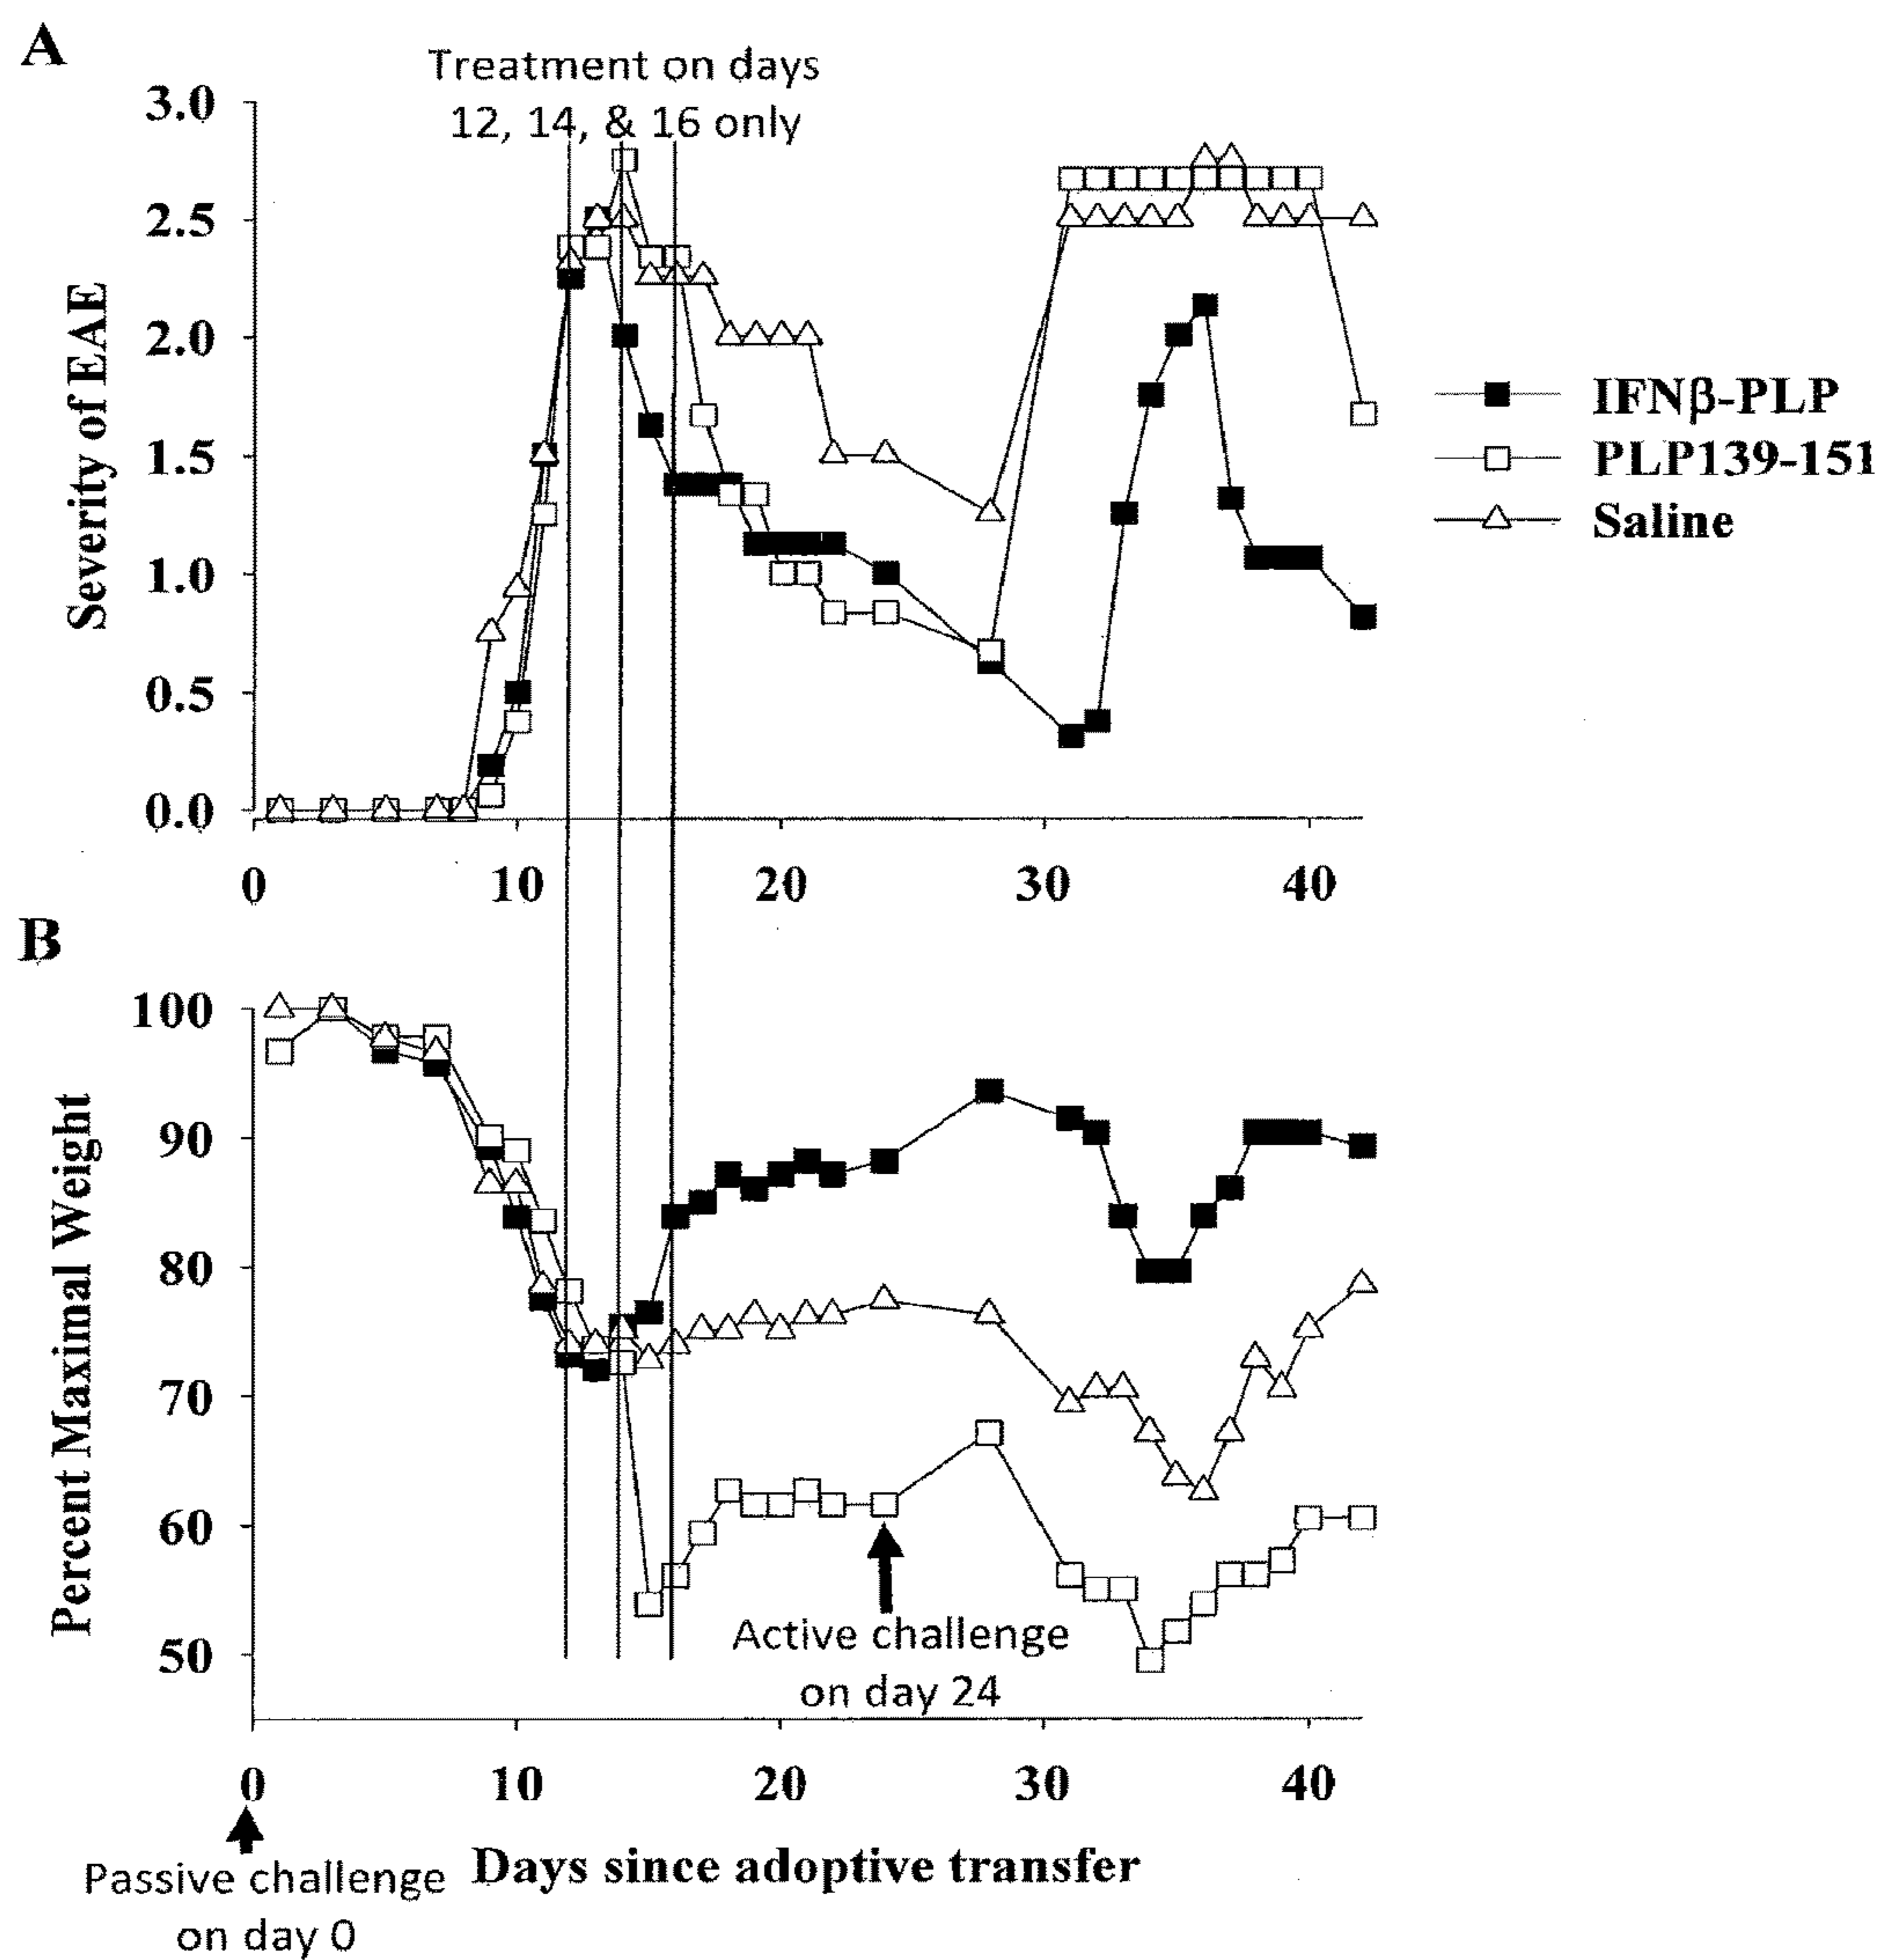 A
Treatment on days
12, 14, & 16 only
3.0
2.5
2.0
1.5
1.0
0.5
0.0
Severity of EAE
0 10 20 30 40
IFNβ-PLP
PLP139-151
Saline
B
100
90
80
70
60
50
Percent Maximal Weight
Active challenge
on day 24
0 10 20 30 40
Passive challenge
on day 0
Days since adoptive transfer